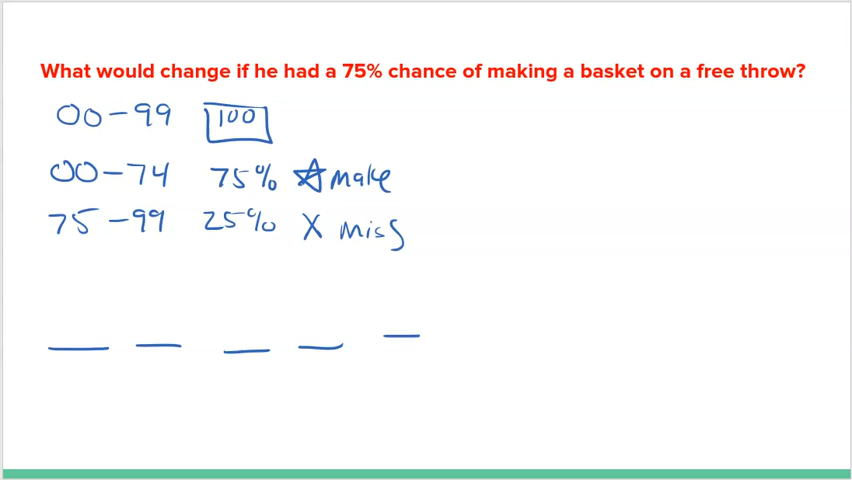 What would change if he had a 75% chance of making a basket on a free throw?
00-99 100
00-74 75% make
75-99 25% X miss